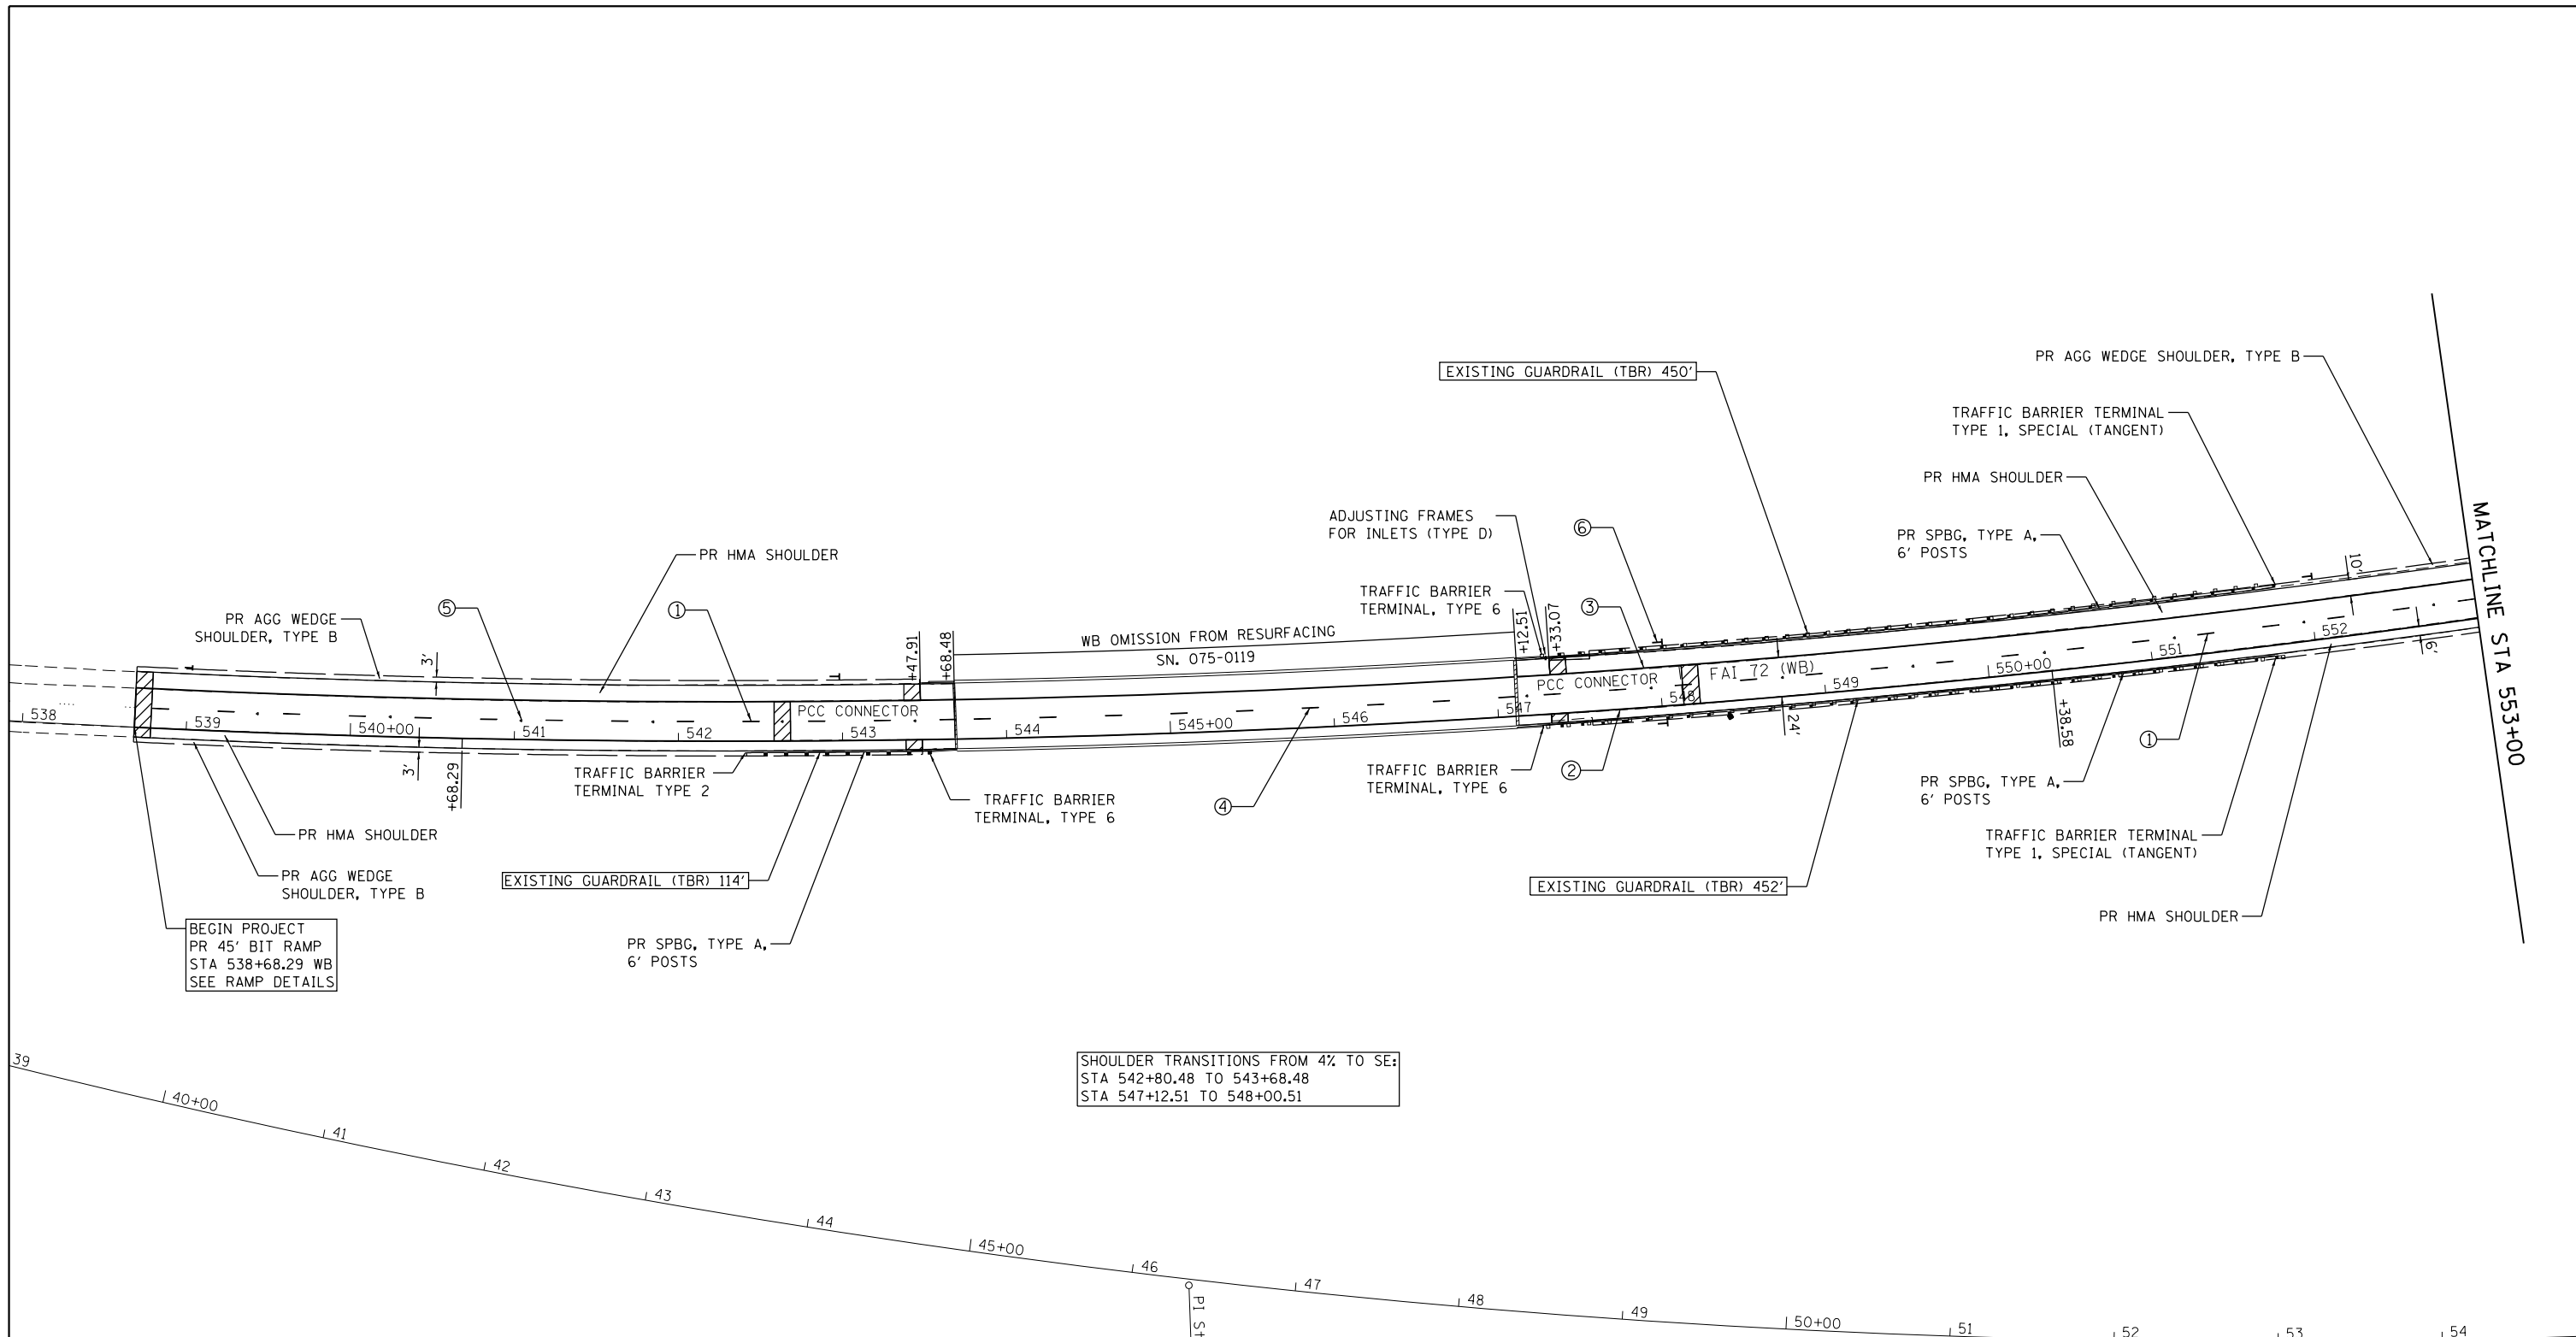 PR AGG WEDGE SHOULDER, TYPE B
EXISTING GUARDRAIL (TBR) 450'
TRAFFIC BARRIER TERMINAL
TYPE 1, SPECIAL (TANGENT)
PR HMA SHOULDER
ADJUSTING FRAMES
FOR INLETS (TYPE D)
⑥
PR SPBG, TYPE A,
6' POSTS
MATCHLINE STA 553+00
PR HMA SHOULDER
10'
TRAFFIC BARRIER
TERMINAL, TYPE 6
③
+12.51
+33.07
⑤
①
PR AGG WEDGE
SHOULDER, TYPE B
3'
+47.91
+68.48
WB OMISSION FROM RESURFACING
SN. 075-0119
PCC CONNECTOR
FAI 72 (WB)
6'
PCC CONNECTOR
538
539
540+00
541
542
543
544
545+00
546
547
548
549
550+00
551
552
3'
+68.29
TRAFFIC BARRIER
TERMINAL TYPE 2
TRAFFIC BARRIER
TERMINAL, TYPE 6
④
TRAFFIC BARRIER
TERMINAL, TYPE 6
②
24'
+38.58
①
PR SPBG, TYPE A,
6' POSTS
TRAFFIC BARRIER TERMINAL
TYPE 1, SPECIAL (TANGENT)
PR HMA SHOULDER
PR AGG WEDGE
SHOULDER, TYPE B
EXISTING GUARDRAIL (TBR) 114'
EXISTING GUARDRAIL (TBR) 452'
PR HMA SHOULDER
BEGIN PROJECT
PR 45' BIT RAMP
STA 538+68.29 WB
SEE RAMP DETAILS
PR SPBG, TYPE A,
6' POSTS
SHOULDER TRANSITIONS FROM 4% TO SE:
STA 542+80.48 TO 543+68.48
STA 547+12.51 TO 548+00.51
39
40+00
41
42
43
44
45+00
46
47
48
49
50+00
51
52
53
54
PI